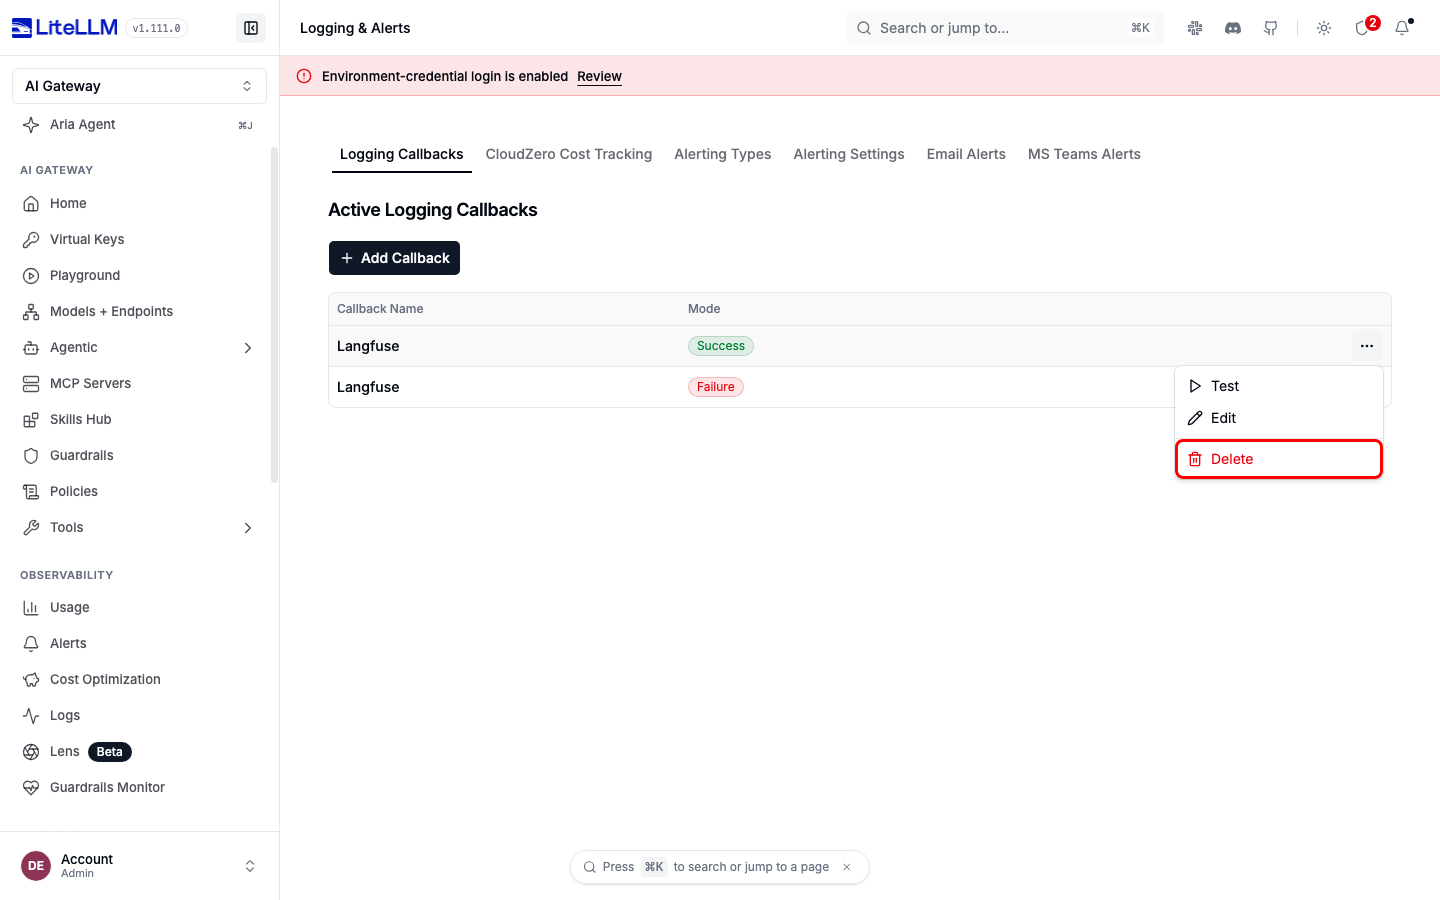 LiteLLM
v1.111.0
Logging & Alerts
Search or jump to...
⌘K
2
Environment-credential login is enabled Review
AI Gateway
Aria Agent
⌘J
AI GATEWAY
Home
Virtual Keys
Playground
Models + Endpoints
Agentic
MCP Servers
Skills Hub
Guardrails
Policies
Tools
OBSERVABILITY
Usage
Alerts
Cost Optimization
Logs
Lens Beta
Guardrails Monitor
DE
Account
Admin
Logging Callbacks
CloudZero Cost Tracking
Alerting Types
Alerting Settings
Email Alerts
MS Teams Alerts
Active Logging Callbacks
Add Callback
Callback Name Mode
Langfuse Success
Langfuse Failure
Test
Edit
Delete
Press ⌘K to search or jump to a page